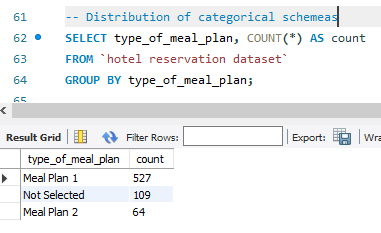 61 -- Distribution of categorical schemeas
62 SELECT type_of_meal_plan, COUNT(*) AS count
63 FROM `hotel reservation dataset`
64 GROUP BY type_of_meal_plan;
65
Result Grid Filter Rows: Export: Wra
type_of_meal_plan count
Meal Plan 1 527
Not Selected 109
Meal Plan 2 64